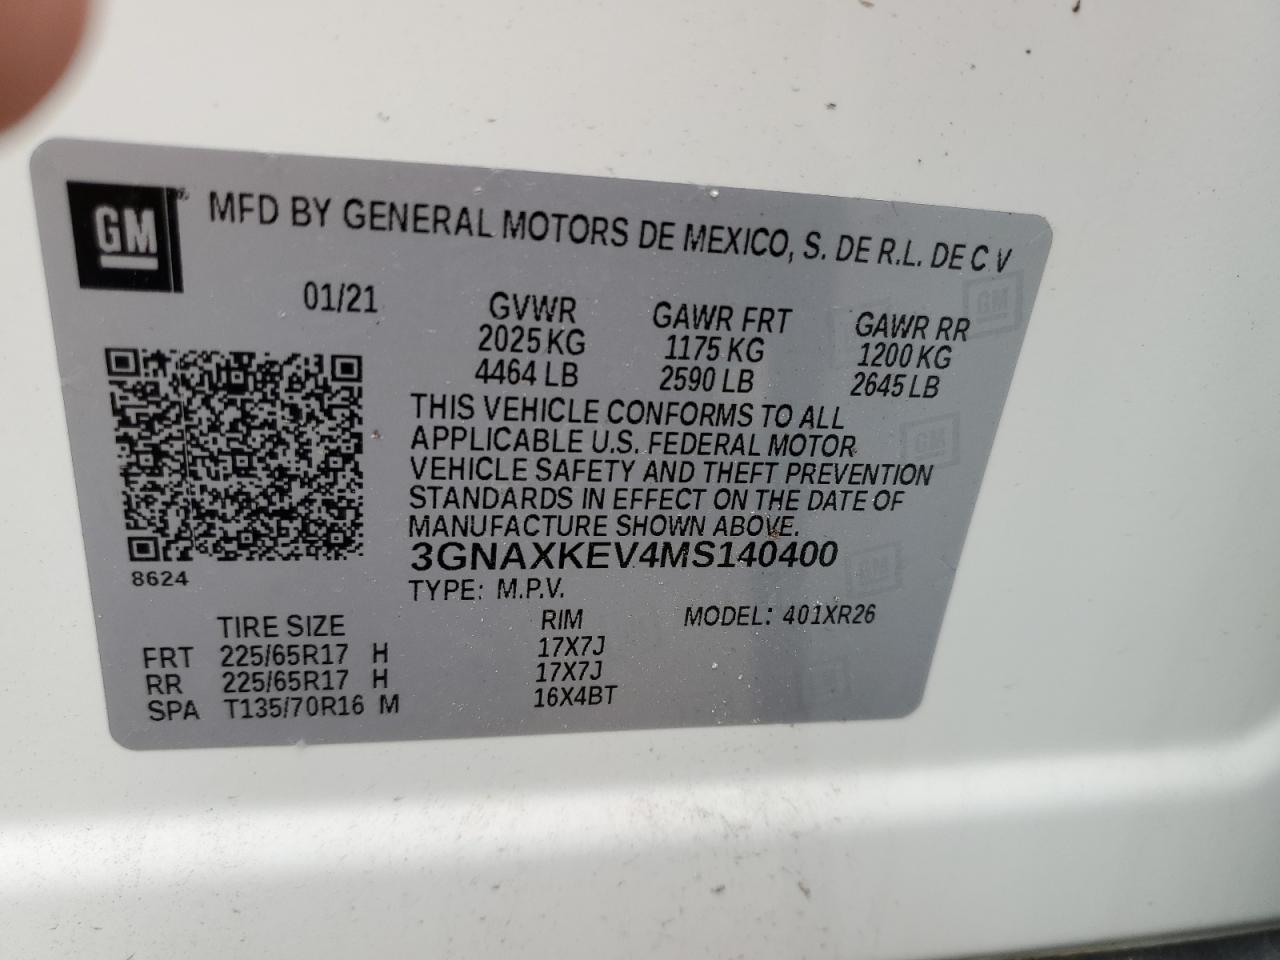 GM
MFD BY GENERAL MOTORS DE MEXICO, S. DE R.L. DE C V
01/21
GVWR GAWR FRT GAWR RR
2025 KG 1175 KG 1200 KG
4464 LB 2590 LB 2645 LB
THIS VEHICLE CONFORMS TO ALL
APPLICABLE U.S. FEDERAL MOTOR
VEHICLE SAFETY AND THEFT PREVENTION
STANDARDS IN EFFECT ON THE DATE OF
MANUFACTURE SHOWN ABOVE.
3GNAXKEV4MS140400
8624
TYPE: M.P.V.
TIRE SIZE RIM MODEL: 401XR26
FRT 225/65R17 H 17X7J
RR 225/65R17 H 17X7J
SPA T135/70R16 M 16X4BT
GM
GM
GM